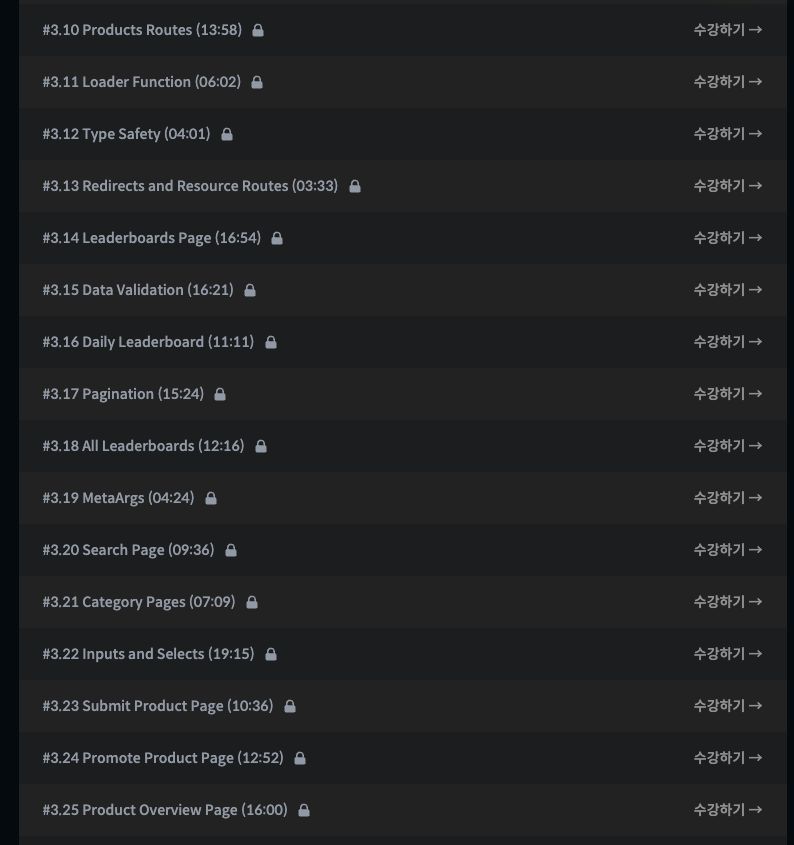 #3.10 Products Routes (13:58) 수강하기 →
#3.11 Loader Function (06:02) 수강하기 →
#3.12 Type Safety (04:01) 수강하기 →
#3.13 Redirects and Resource Routes (03:33) 수강하기 →
#3.14 Leaderboards Page (16:54) 수강하기 →
#3.15 Data Validation (16:21) 수강하기 →
#3.16 Daily Leaderboard (11:11) 수강하기 →
#3.17 Pagination (15:24) 수강하기 →
#3.18 All Leaderboards (12:16) 수강하기 →
#3.19 MetaArgs (04:24) 수강하기 →
#3.20 Search Page (09:36) 수강하기 →
#3.21 Category Pages (07:09) 수강하기 →
#3.22 Inputs and Selects (19:15) 수강하기 →
#3.23 Submit Product Page (10:36) 수강하기 →
#3.24 Promote Product Page (12:52) 수강하기 →
#3.25 Product Overview Page (16:00) 수강하기 →